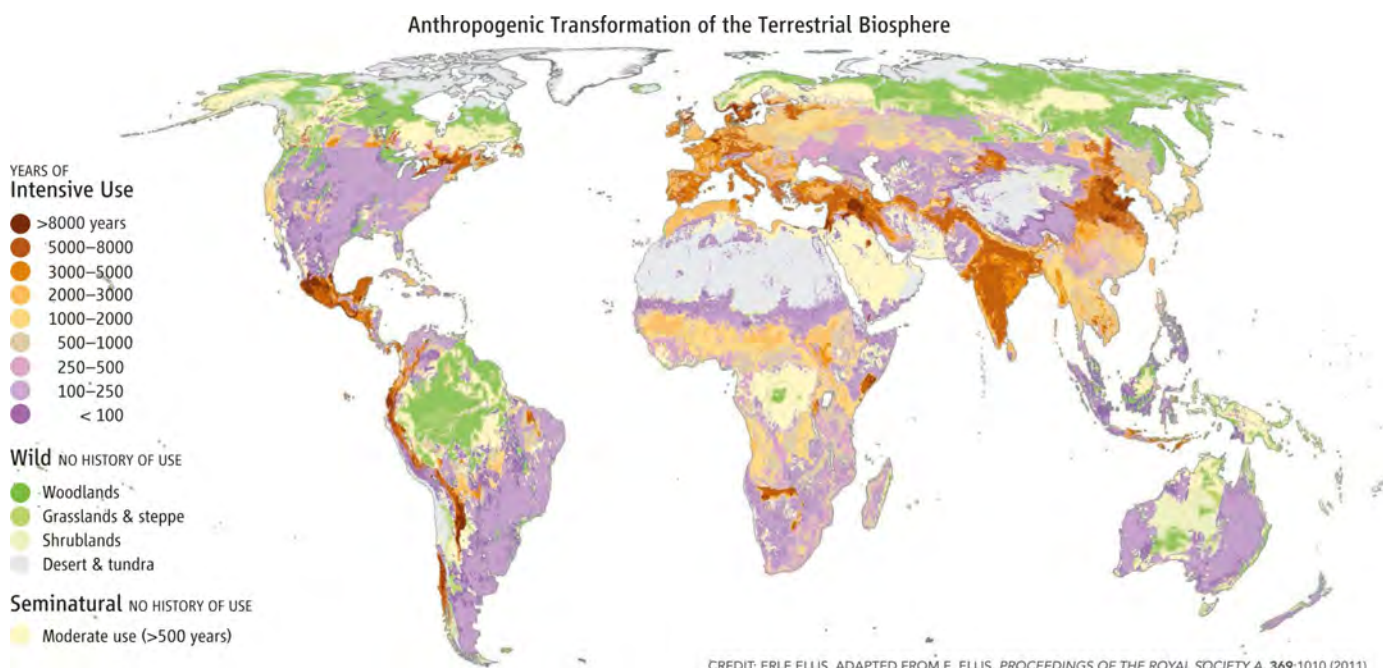 Anthropogenic Transformation of the Terrestrial Biosphere
YEARS OF
Intensive Use
>8000 years
5000–8000
3000–5000
2000–3000
1000–2000
500–1000
250–500
100–250
< 100
Wild NO HISTORY OF USE
Woodlands
Grasslands & steppe
Shrublands
Desert & tundra
Seminatural NO HISTORY OF USE
Moderate use (>500 years)
CREDIT: ERLE ELLIS, ADAPTED FROM E. ELLIS, PROCEEDINGS OF THE ROYAL SOCIETY A, 369:1010 (2011)